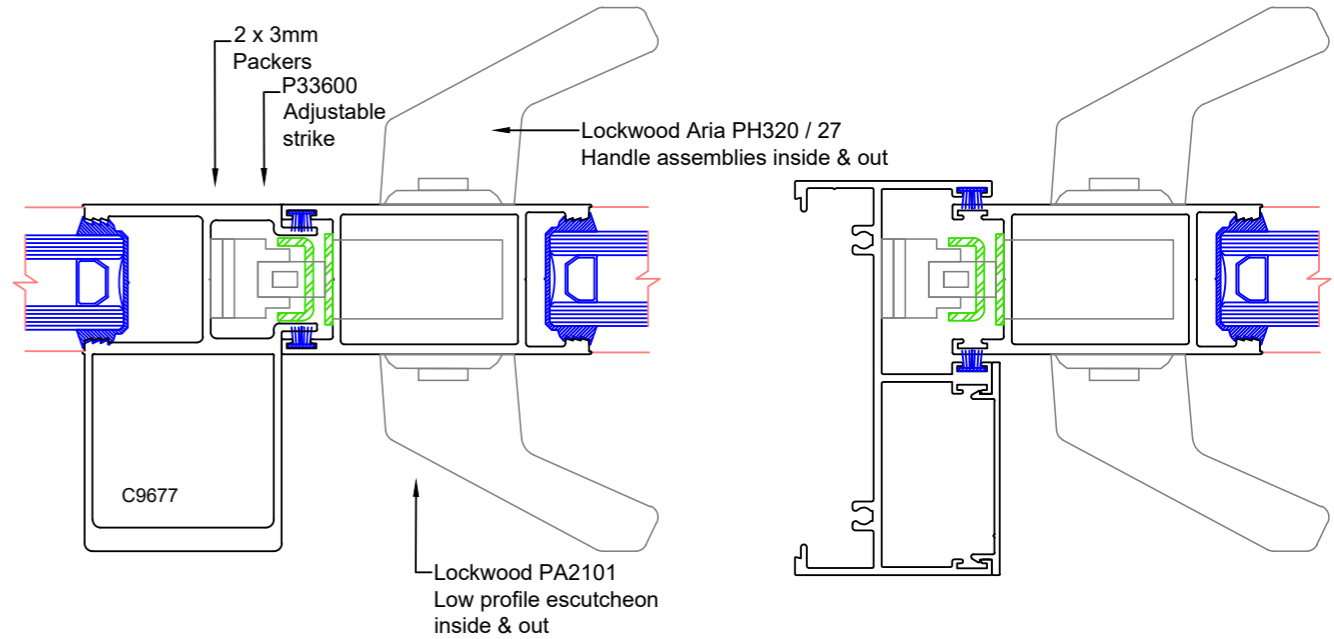 2 x 3mm
Packers
P33600
Adjustable
strike
Lockwood Aria PH320 / 27
Handle assemblies inside & out
C9677
Lockwood PA2101
Low profile escutcheon
inside & out